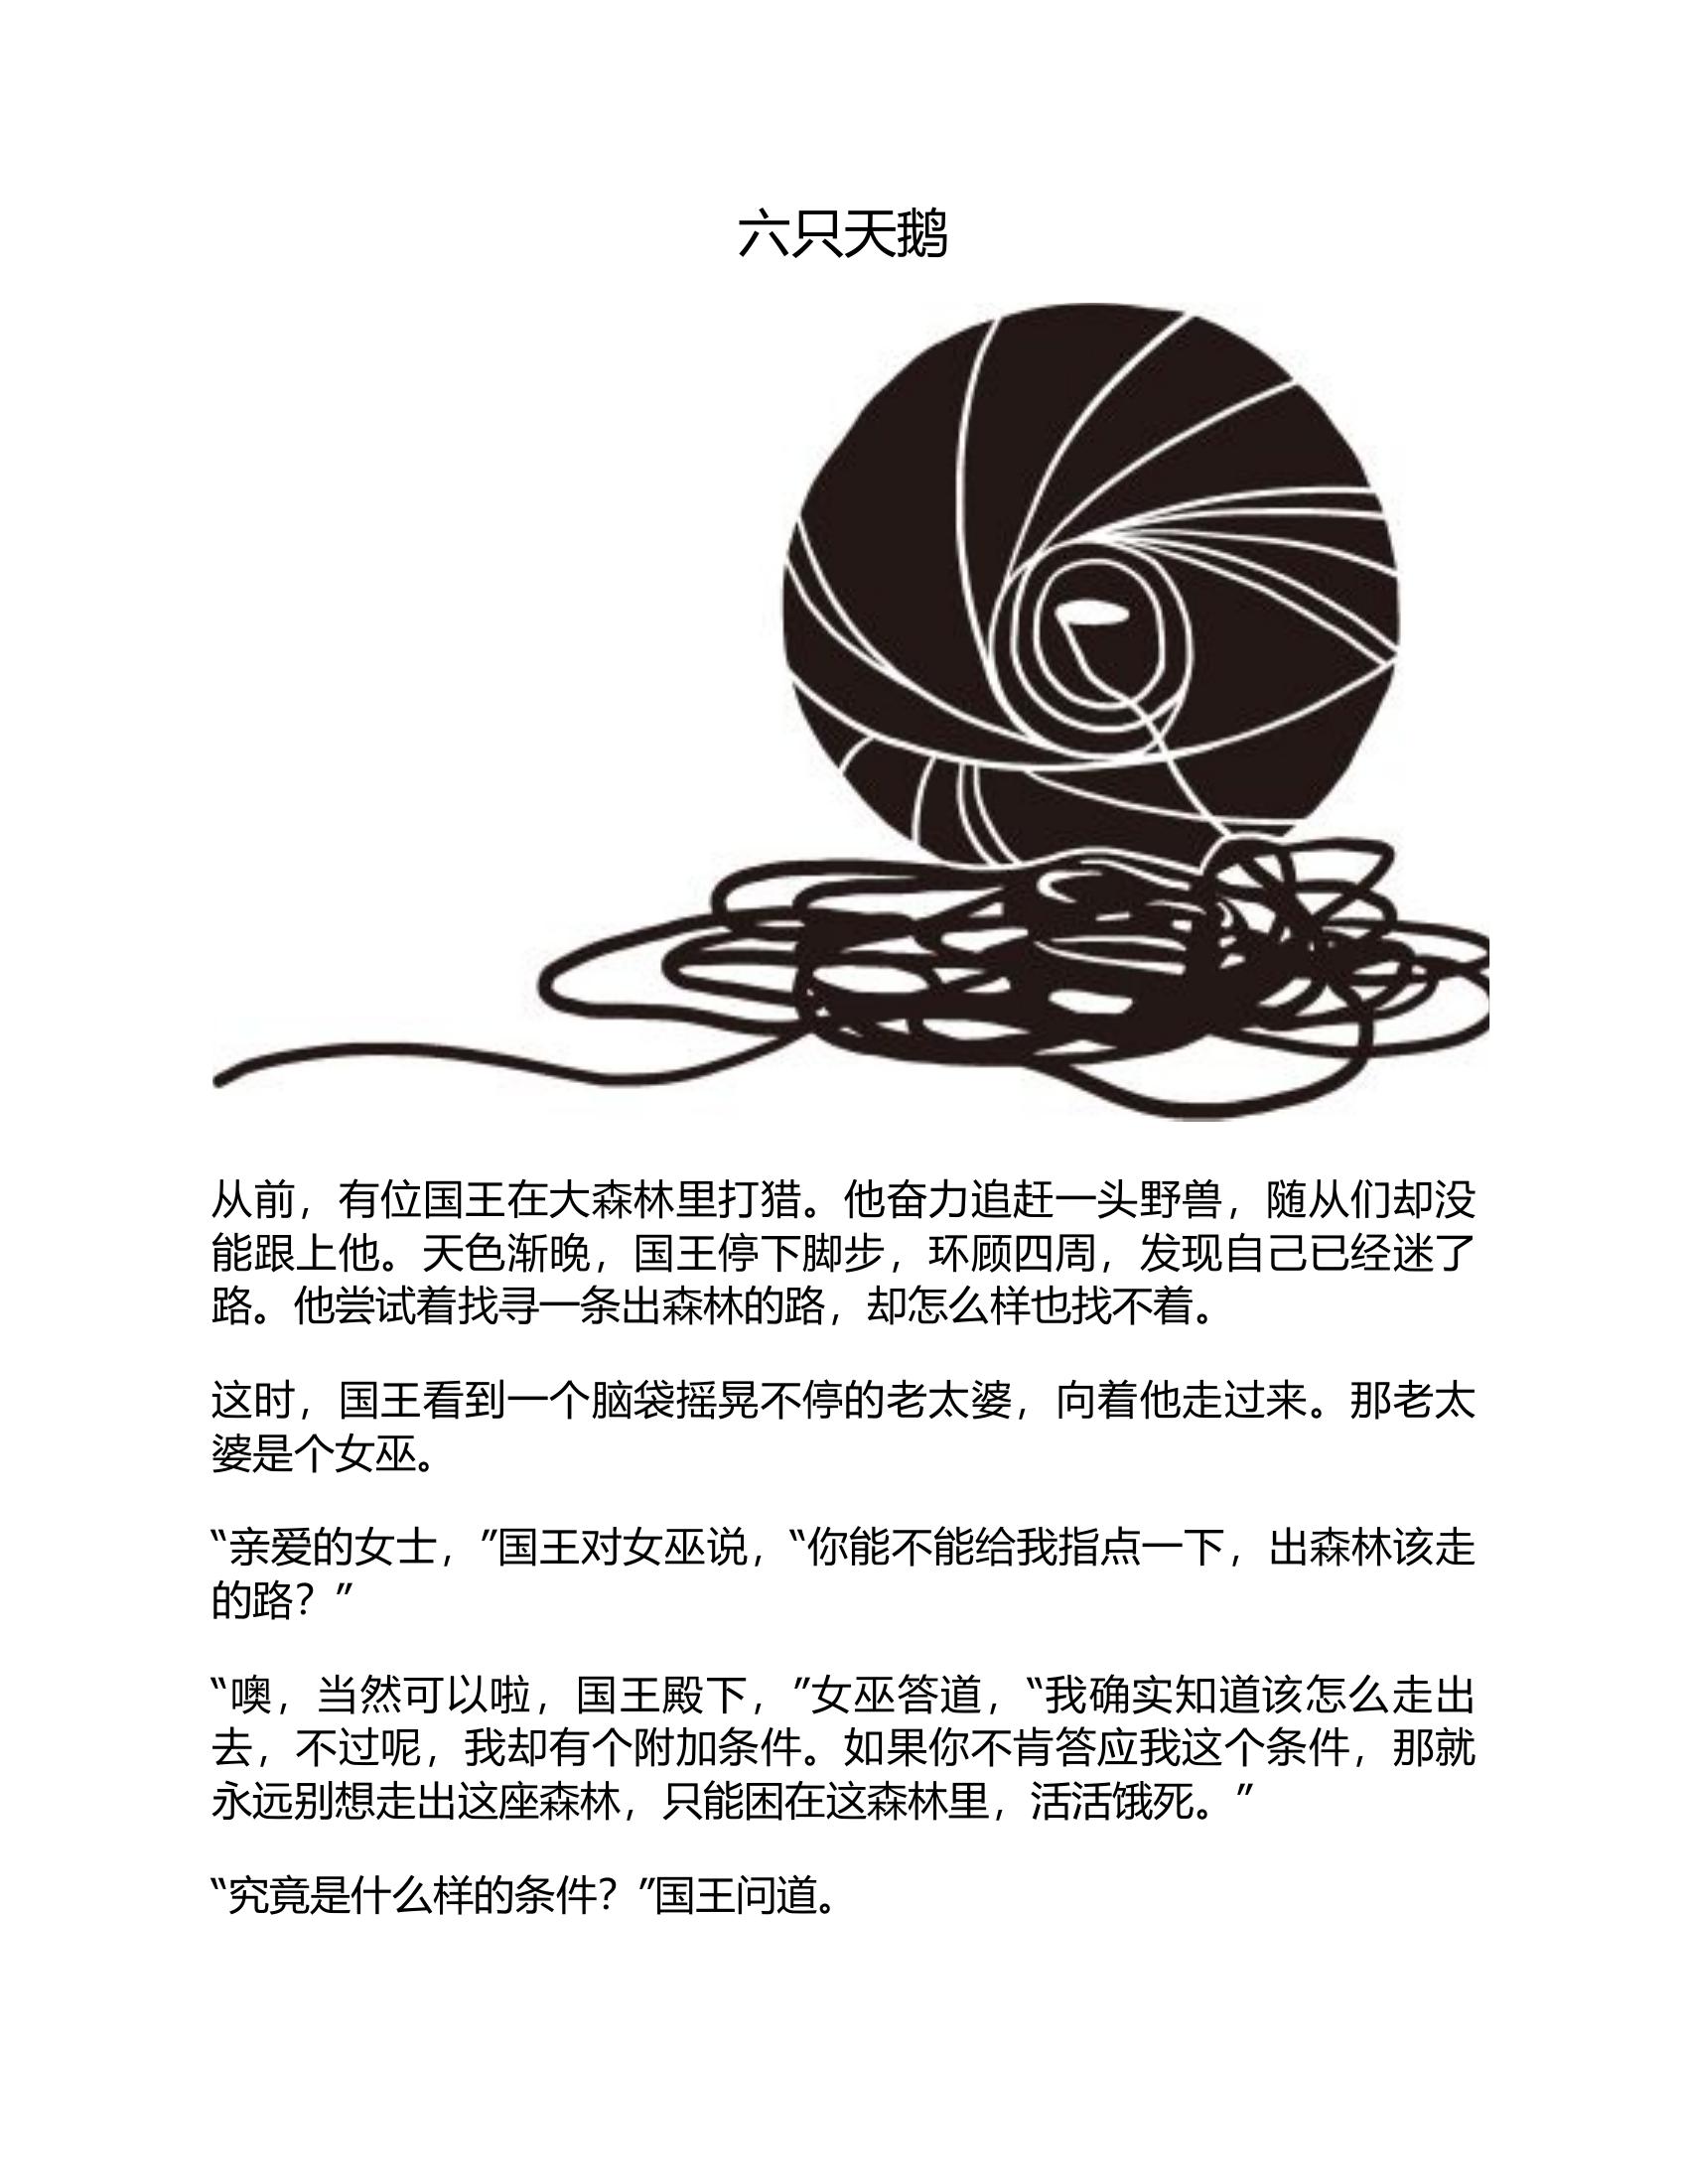 六只天鹅
从前，有位国王在大森林里打猎。他奋力追赶一头野兽，随从们却没
能跟上他。天色渐晚，国王停下脚步，环顾四周，发现自己已经迷了
路。他尝试着找寻一条出森林的路，却怎么样也找不着。
这时，国王看到一个脑袋摇晃不停的老太婆，向着他走过来。那老太
婆是个女巫。
“亲爱的女士，”国王对女巫说，“你能不能给我指点一下，出森林该走
的路？”
“噢，当然可以啦，国王殿下，”女巫答道，“我确实知道该怎么走出
去，不过呢，我却有个附加条件。如果你不肯答应我这个条件，那就
永远别想走出这座森林，只能困在这森林里，活活饿死。”
“究竟是什么样的条件？”国王问道。